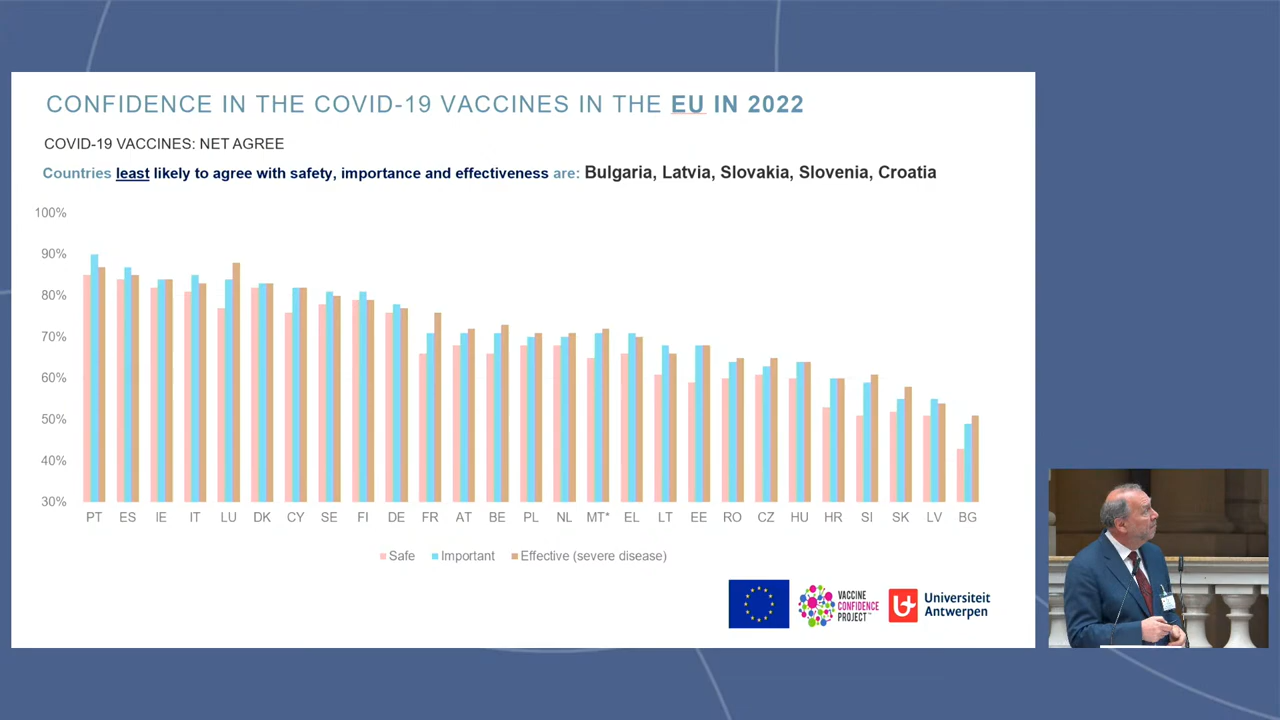 CONFIDENCE IN THE COVID-19 VACCINES IN THE EU IN 2022
COVID-19 VACCINES: NET AGREE
Countries least likely to agree with safety, importance and effectiveness are: Bulgaria, Latvia, Slovakia, Slovenia, Croatia
100%
90%
80%
70%
60%
50%
40%
30%
PT ES IE IT LU DK CY SE FI DE FR AT BE PL NL MT* EL LT EE RO CZ HU HR SI SK LV BG
Safe Important Effective (severe disease)
VACCINE
CONFIDENCE
PROJECT™
Universiteit
Antwerpen